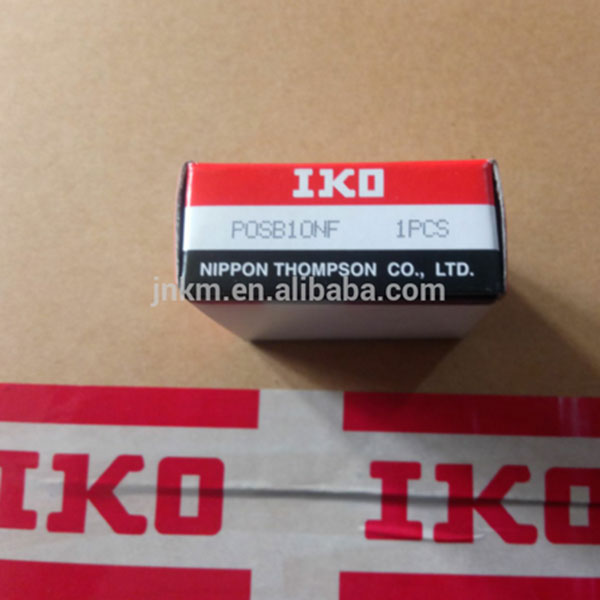 IKO
POSB10NF 1PCS
NIPPON THOMPSON CO., LTD.
jnkm.en.alibaba.com
IKO IKO